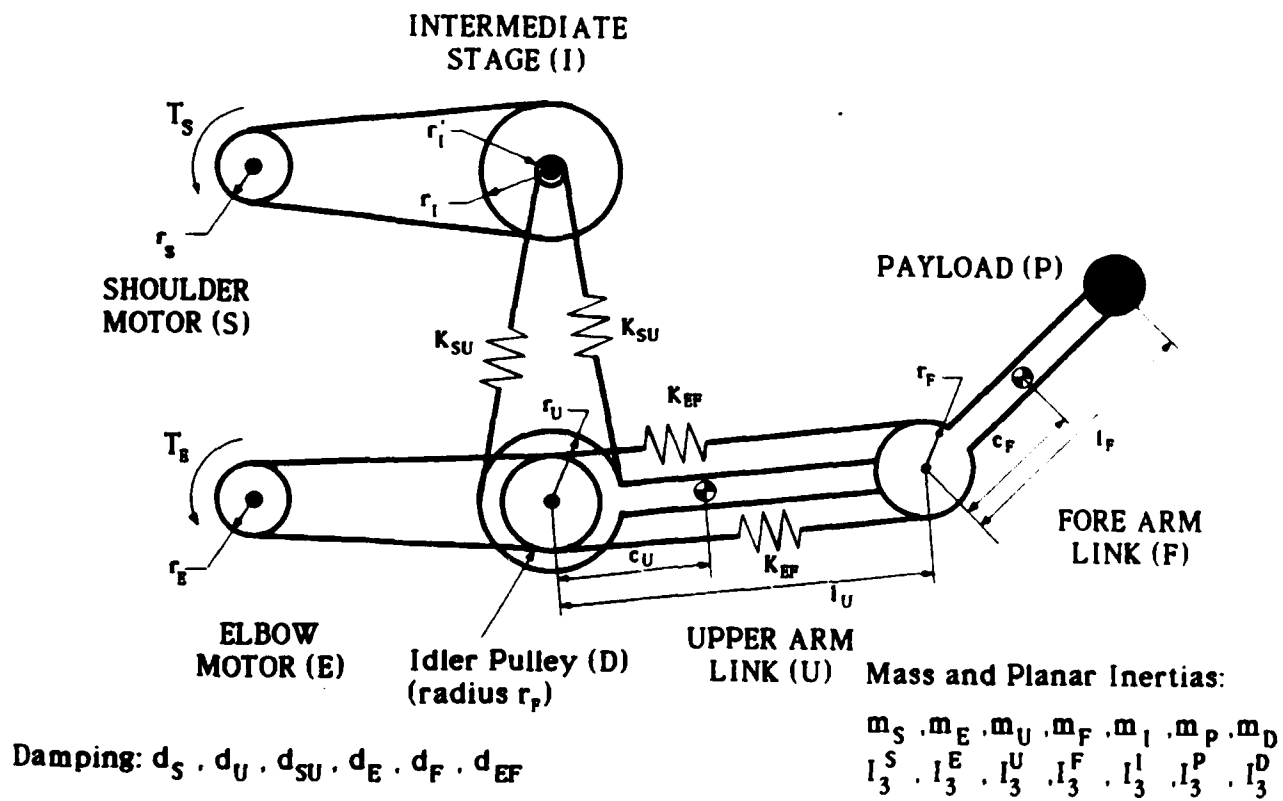 INTERMEDIATE
STAGE (I)
T_S
r_I'
r_I
r_S
SHOULDER
MOTOR (S)
PAYLOAD (P)
K_SU
K_SU
r_F
K_EF
r_U
T_E
c_F
l_F
FORE ARM
LINK (F)
r_E
c_U
K_EF
l_U
ELBOW
MOTOR (E)
Idler Pulley (D)
(radius r_F)
UPPER ARM
LINK (U)
Mass and Planar Inertias:
m_S , m_E , m_U , m_F , m_I , m_P , m_D
I_3^S , I_3^E , I_3^U , I_3^F , I_3^I , I_3^P , I_3^D
Damping: d_S , d_U , d_SU , d_E , d_F , d_EF